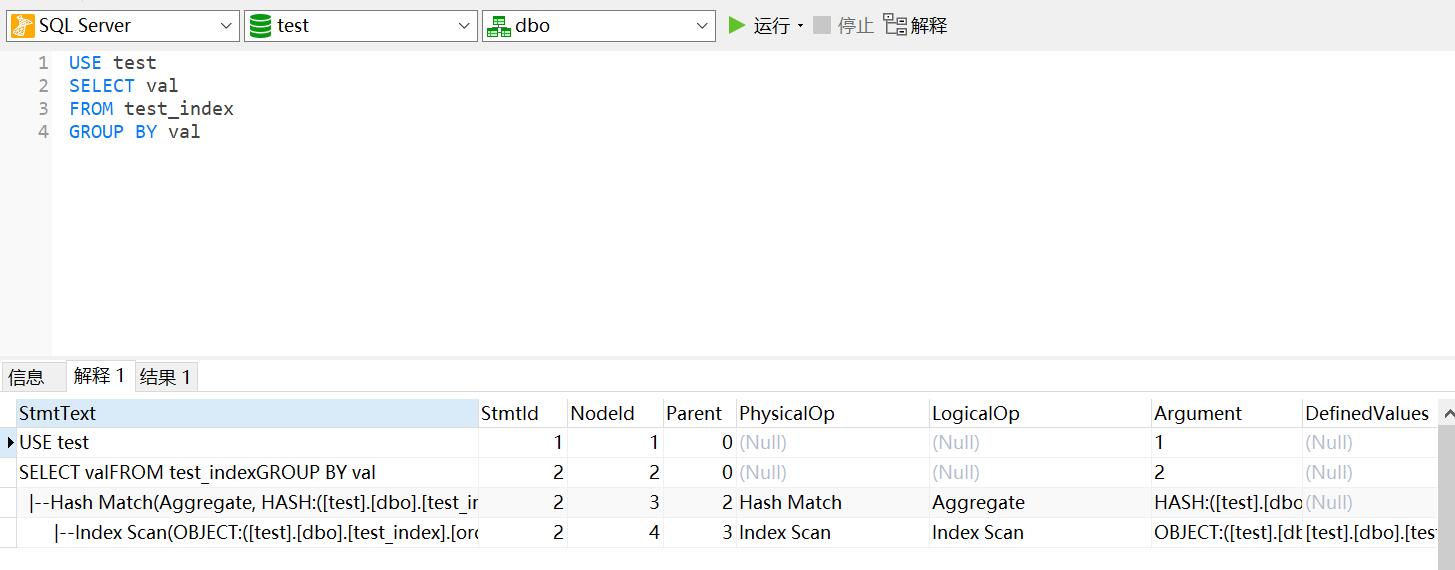 SQL Server test dbo 运行 停止 解释
1 USE test
2 SELECT val
3 FROM test_index
4 GROUP BY val
信息 解释 1 结果 1
StmtText StmtId NodeId Parent PhysicalOp LogicalOp Argument DefinedValues
USE test 1 1 0 (Null) (Null) 1 (Null)
SELECT valFROM test_indexGROUP BY val 2 2 0 (Null) (Null) 2 (Null)
|--Hash Match(Aggregate, HASH:([test].[dbo].[test_in 2 3 2 Hash Match Aggregate HASH:([test].[dbo (Null)
|--Index Scan(OBJECT:([test].[dbo].[test_index].[ord 2 4 3 Index Scan Index Scan OBJECT:([test].[db [test].[dbo].[tes